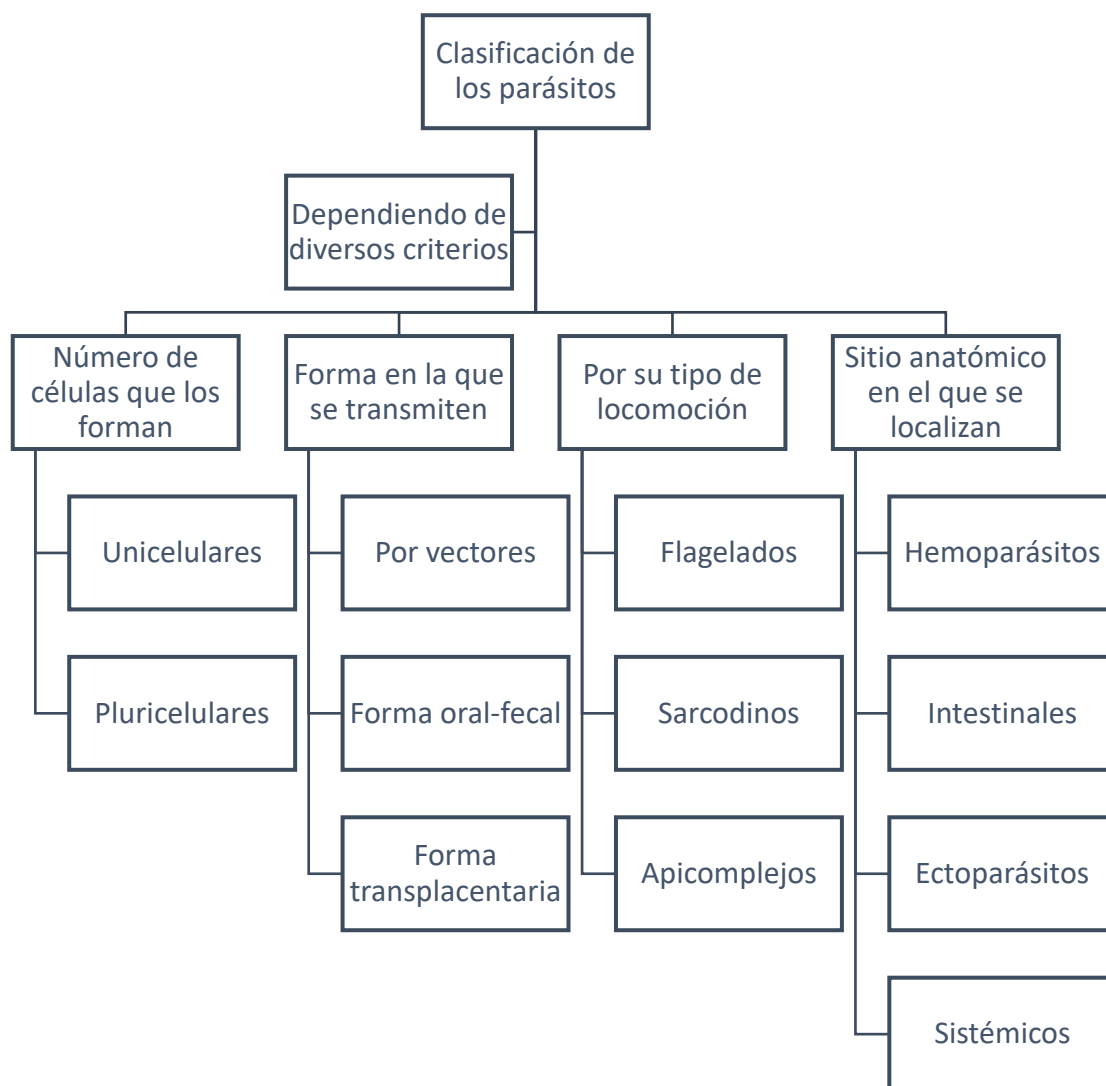 Clasificación de
los parásitos
Dependiendo de
diversos criterios
Número de
células que los
forman
Unicelulares
Pluricelulares
Forma en la que
se transmiten
Por vectores
Forma oral-fecal
Forma
transplacentaria
Por su tipo de
locomoción
Flagelados
Sarcodinos
Apicomplejos
Sitio anatómico
en el que se
localizan
Hemoparásitos
Intestinales
Ectoparásitos
Sistémicos